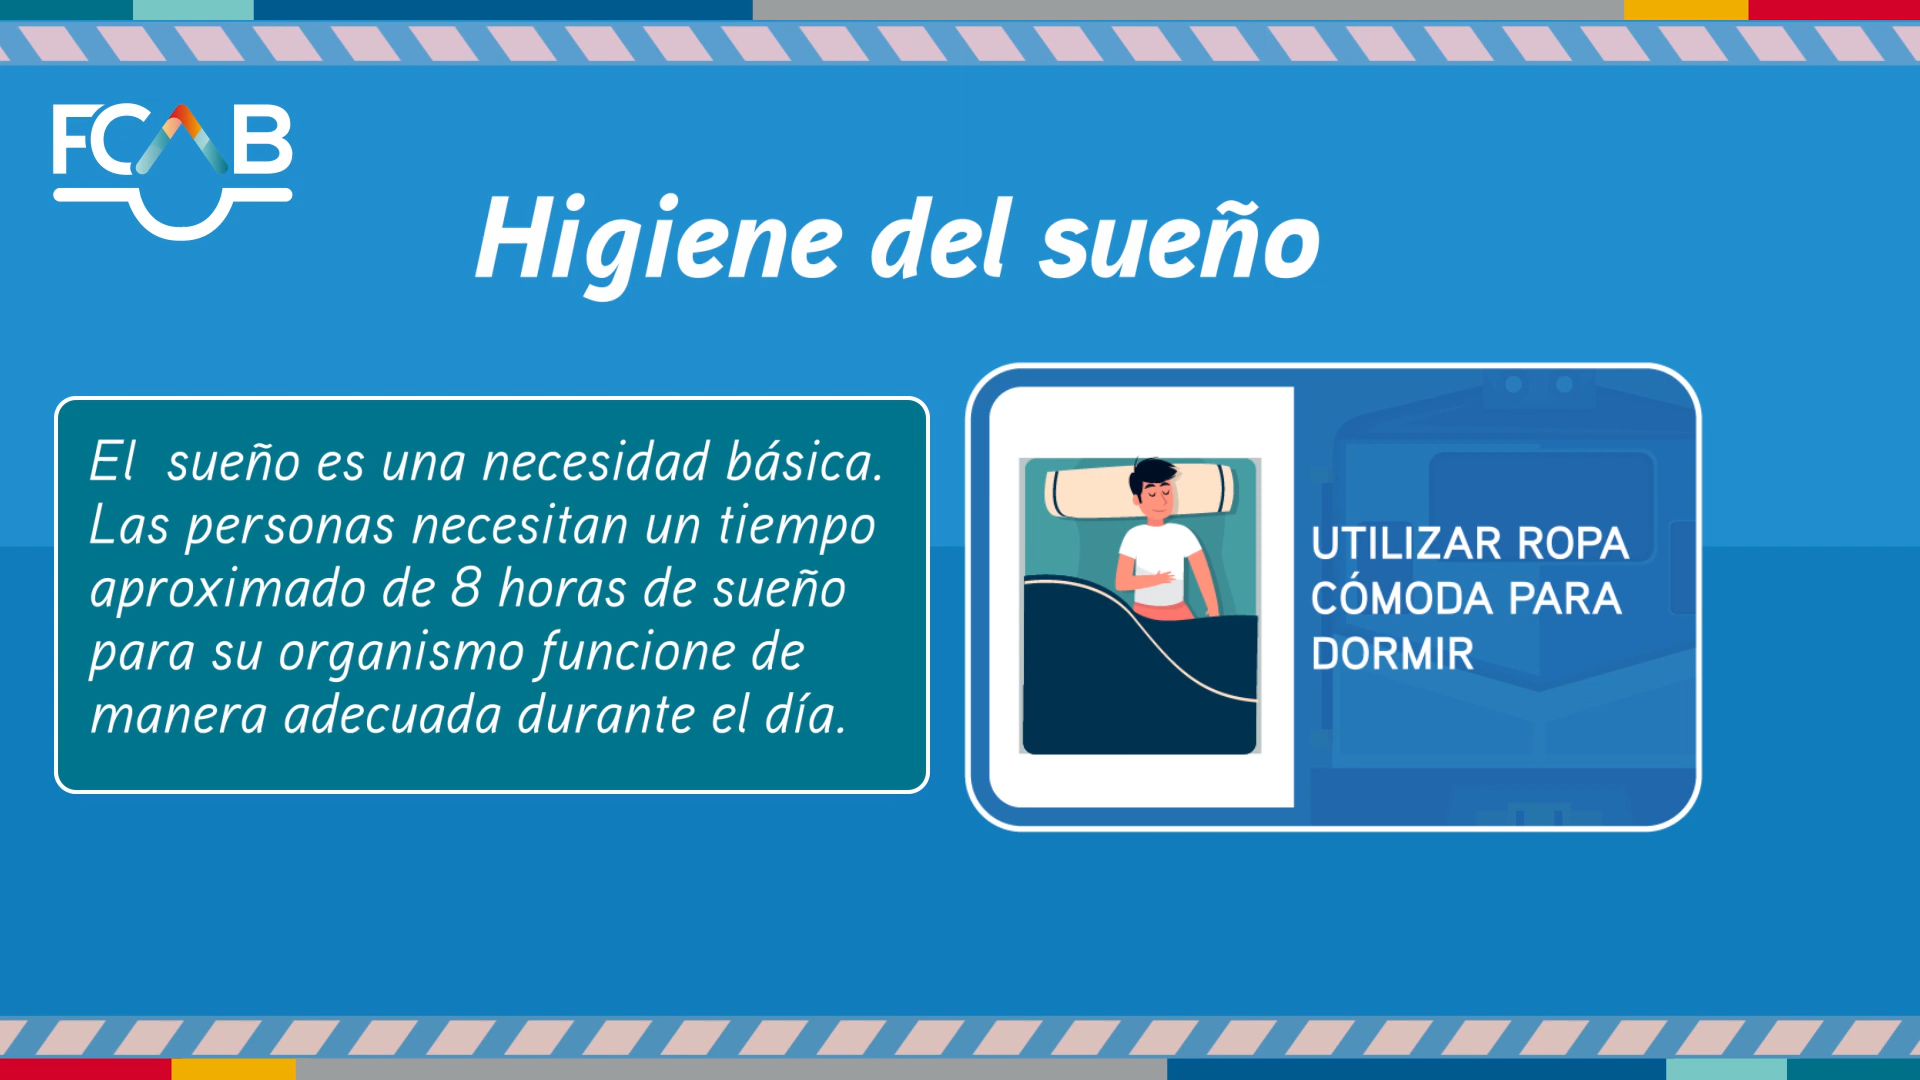 FCAB
Higiene del sueño
El  sueño es una necesidad básica.
Las personas necesitan un tiempo
aproximado de 8 horas de sueño
para su organismo funcione de
manera adecuada durante el día.
UTILIZAR ROPA
CÓMODA PARA
DORMIR